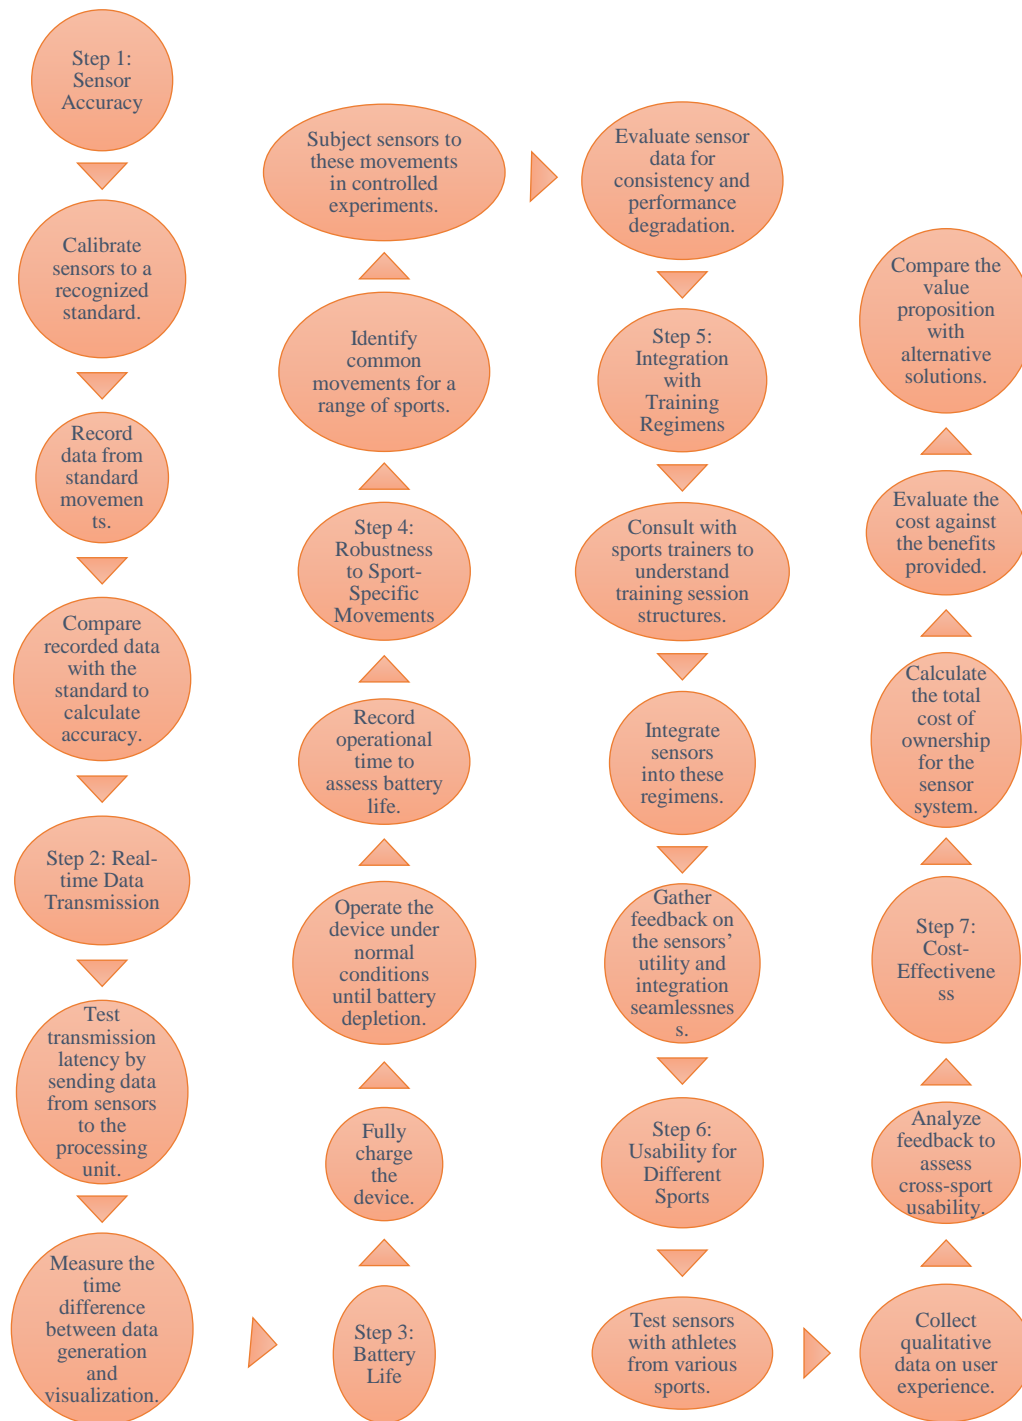 Step 1:
Sensor
Accuracy
Calibrate
sensors to a
recognized
standard.
Record
data from
standard
movemen
ts.
Compare
recorded data
with the
standard to
calculate
accuracy.
Step 2: Real-
time Data
Transmission
Test
transmission
latency by
sending data
from sensors
to the
processing
unit.
Measure the
time
difference
between data
generation
and
visualization.
Step 3:
Battery
Life
Fully
charge
the
device.
Operate the
device under
normal
conditions
until battery
depletion.
Record
operational
time to
assess battery
life.
Step 4:
Robustness
to Sport-
Specific
Movements
Identify
common
movements for a
range of sports.
Subject sensors to
these movements
in controlled
experiments.
Evaluate sensor
data for
consistency and
performance
degradation.
Step 5:
Integration
with
Training
Regimens
Consult with
sports trainers to
understand
training session
structures.
Integrate
sensors into
these
regimens.
Gather
feedback on
the sensors’
utility and
integration
seamlessnes
s.
Step 6:
Usability for
Different
Sports
Test sensors
with athletes
from various
sports.
Collect
qualitative
data on user
experience.
Analyze
feedback to
assess
cross-sport
usability.
Step 7:
Cost-
Effectivene
ss
Calculate
the total
cost of
ownership
for the
sensor
system.
Evaluate the
cost against
the benefits
provided.
Compare the
value
proposition
with
alternative
solutions.